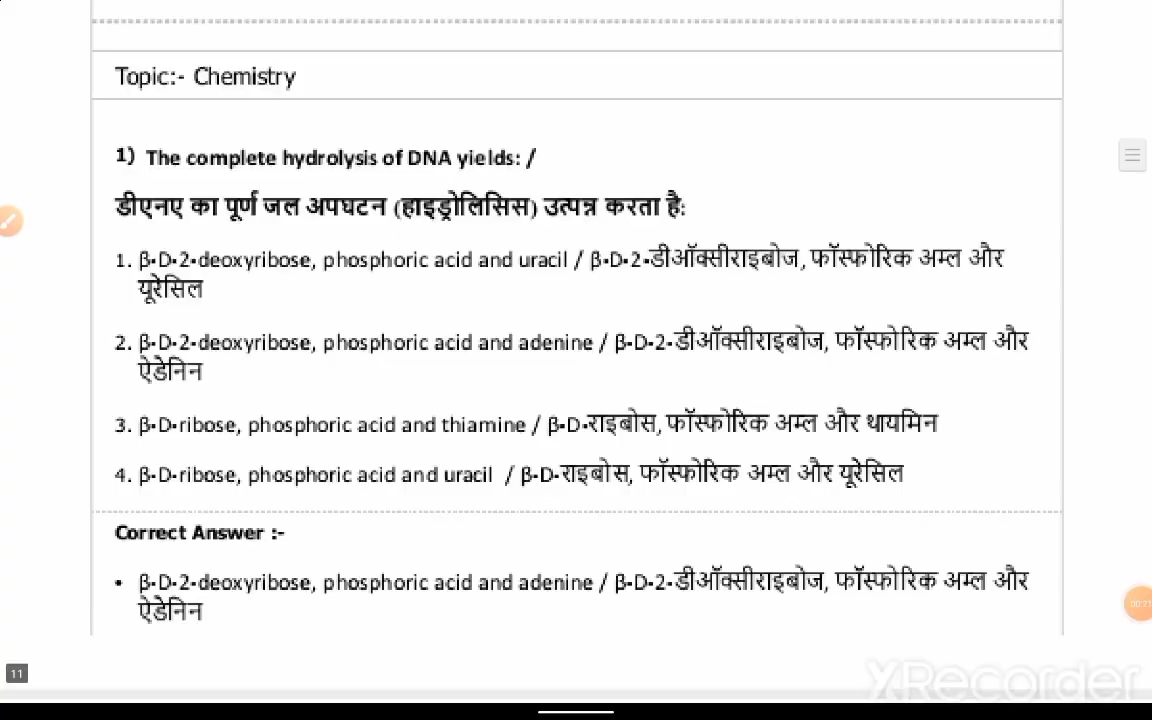 Topic:- Chemistry
1) The complete hydrolysis of DNA yields: /
डीएनए का पूर्ण जल अपघटन (हाइड्रोलिसिस) उत्पन्न करता है:
1. β-D-2-deoxyribose, phosphoric acid and uracil / β-D-2-डीऑक्सीराइबोज, फॉस्फोरिक अम्ल और
यूरेसिल
2. β-D-2-deoxyribose, phosphoric acid and adenine / β-D-2-डीऑक्सीराइबोज, फॉस्फोरिक अम्ल और
ऐडेनिन
3. β-D-ribose, phosphoric acid and thiamine / β-D-राइबोस, फॉस्फोरिक अम्ल और थायमिन
4. β-D-ribose, phosphoric acid and uracil / β-D-राइबोस, फॉस्फोरिक अम्ल और यूरेसिल
Correct Answer :-
• β-D-2-deoxyribose, phosphoric acid and adenine / β-D-2-डीऑक्सीराइबोज, फॉस्फोरिक अम्ल और
ऐडेनिन
11
XRecorder